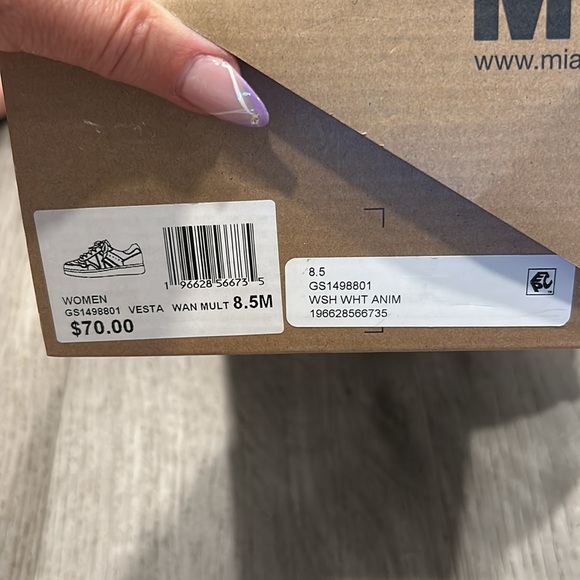 M
www.mia
1 96628 56673 5
WOMEN
GS1498801 VESTA WAN MULT 8.5M
$70.00
8.5
GS1498801
WSH WHT ANIM
196628566735